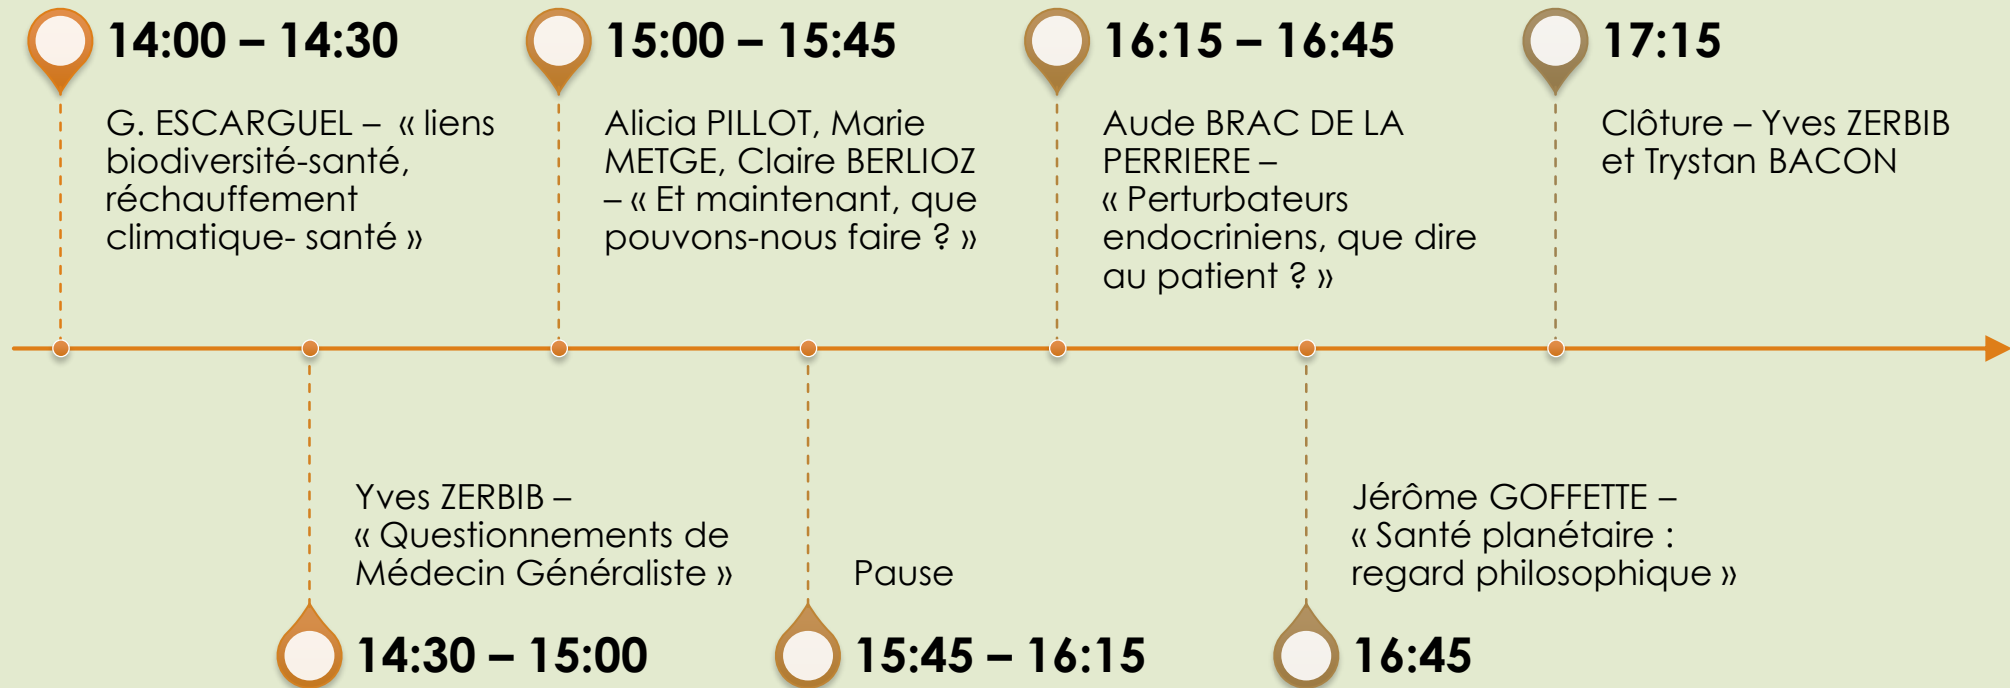 14:00 – 14:30
G. ESCARGUEL – « liens
biodiversité-santé,
réchauffement
climatique- santé »
15:00 – 15:45
Alicia PILLOT, Marie
METGE, Claire BERLIOZ
– « Et maintenant, que
pouvons-nous faire ? »
16:15 – 16:45
Aude BRAC DE LA
PERRIERE –
« Perturbateurs
endocriniens, que dire
au patient ? »
17:15
Clôture – Yves ZERBIB
et Trystan BACON
Yves ZERBIB –
« Questionnements de
Médecin Généraliste »
14:30 – 15:00
Pause
15:45 – 16:15
Jérôme GOFFETTE –
« Santé planétaire :
regard philosophique »
16:45